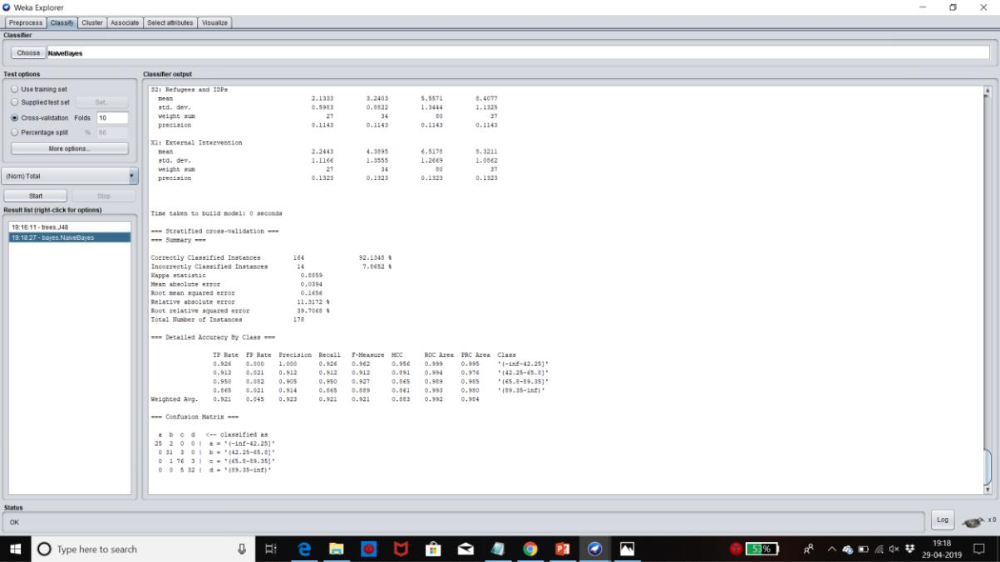 Weka Explorer
Preprocess Classify Cluster Associate Select attributes Visualize
Classifier
Choose NaiveBayes
Test options
Use training set
Supplied test set Set...
Cross-validation Folds 10
Percentage split % 66
More options...
(Nom) Total
Start Stop
Result list (right-click for options)
19:16:11 - trees.J48
19:18:27 - bayes.NaiveBayes
Classifier output
S2: Refugees and IDPs
mean 2.1333 3.2403 5.5571 8.4077
std. dev. 0.5983 0.8822 1.3444 1.1325
weight sum 27 34 80 37
precision 0.1143 0.1143 0.1143 0.1143
X1: External Intervention
mean 2.2443 4.3895 6.5178 8.3211
std. dev. 1.1166 1.3555 1.2669 1.0862
weight sum 27 34 80 37
precision 0.1323 0.1323 0.1323 0.1323
Time taken to build model: 0 seconds
=== Stratified cross-validation ===
=== Summary ===
Correctly Classified Instances 164 92.1348 %
Incorrectly Classified Instances 14 7.8652 %
Kappa statistic 0.8859
Mean absolute error 0.0394
Root mean squared error 0.1656
Relative absolute error 11.3172 %
Root relative squared error 39.7068 %
Total Number of Instances 178
=== Detailed Accuracy By Class ===
TP Rate FP Rate Precision Recall F-Measure MCC ROC Area PRC Area Class
0.926 0.000 1.000 0.926 0.962 0.956 0.999 0.995 '(-inf-42.25]'
0.912 0.021 0.912 0.912 0.912 0.891 0.994 0.976 '(42.25-65.8]'
0.950 0.082 0.905 0.950 0.927 0.865 0.989 0.985 '(65.8-89.35]'
0.865 0.021 0.914 0.865 0.889 0.861 0.993 0.980 '(89.35-inf)'
Weighted Avg. 0.921 0.045 0.923 0.921 0.921 0.883 0.992 0.984
=== Confusion Matrix ===
a b c d <-- classified as
25 2 0 0 | a = '(-inf-42.25]'
0 31 3 0 | b = '(42.25-65.8]'
0 1 76 3 | c = '(65.8-89.35]'
0 0 5 32 | d = '(89.35-inf)'
Status
OK
Log x 0
Type here to search
53%
19:18
29-04-2019